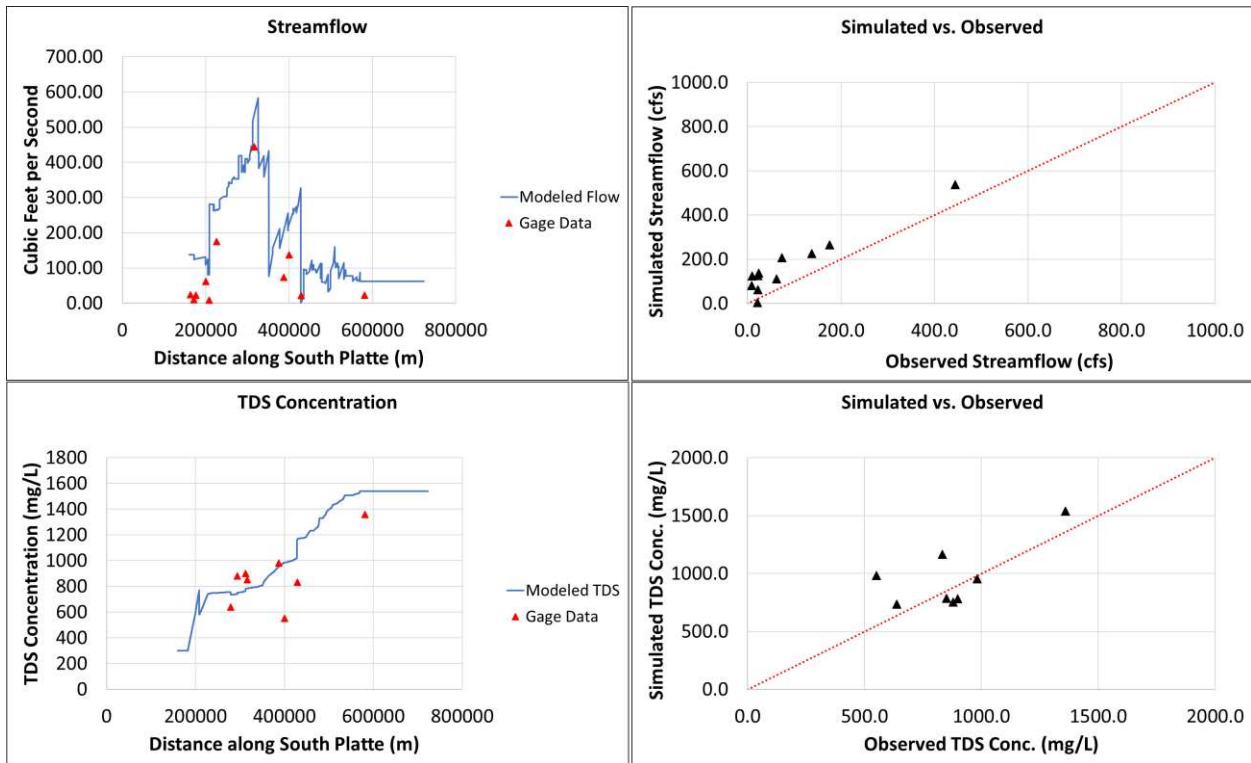 Streamflow
700.00
600.00
500.00
400.00
300.00
200.00
100.00
0.00
Cubic Feet per Second
0 200000 400000 600000 800000
Distance along South Platte (m)
Modeled Flow
Gage Data
Simulated vs. Observed
1000.0
800.0
600.0
400.0
200.0
0.0
Simulated Streamflow (cfs)
0.0 200.0 400.0 600.0 800.0 1000.0
Observed Streamflow (cfs)
TDS Concentration
1800
1600
1400
1200
1000
800
600
400
200
0
TDS Concentration (mg/L)
0 200000 400000 600000 800000
Distance along South Platte (m)
Modeled TDS
Gage Data
Simulated vs. Observed
2000.0
1500.0
1000.0
500.0
0.0
Simulated TDS Conc. (mg/L)
0.0 500.0 1000.0 1500.0 2000.0
Observed TDS Conc. (mg/L)